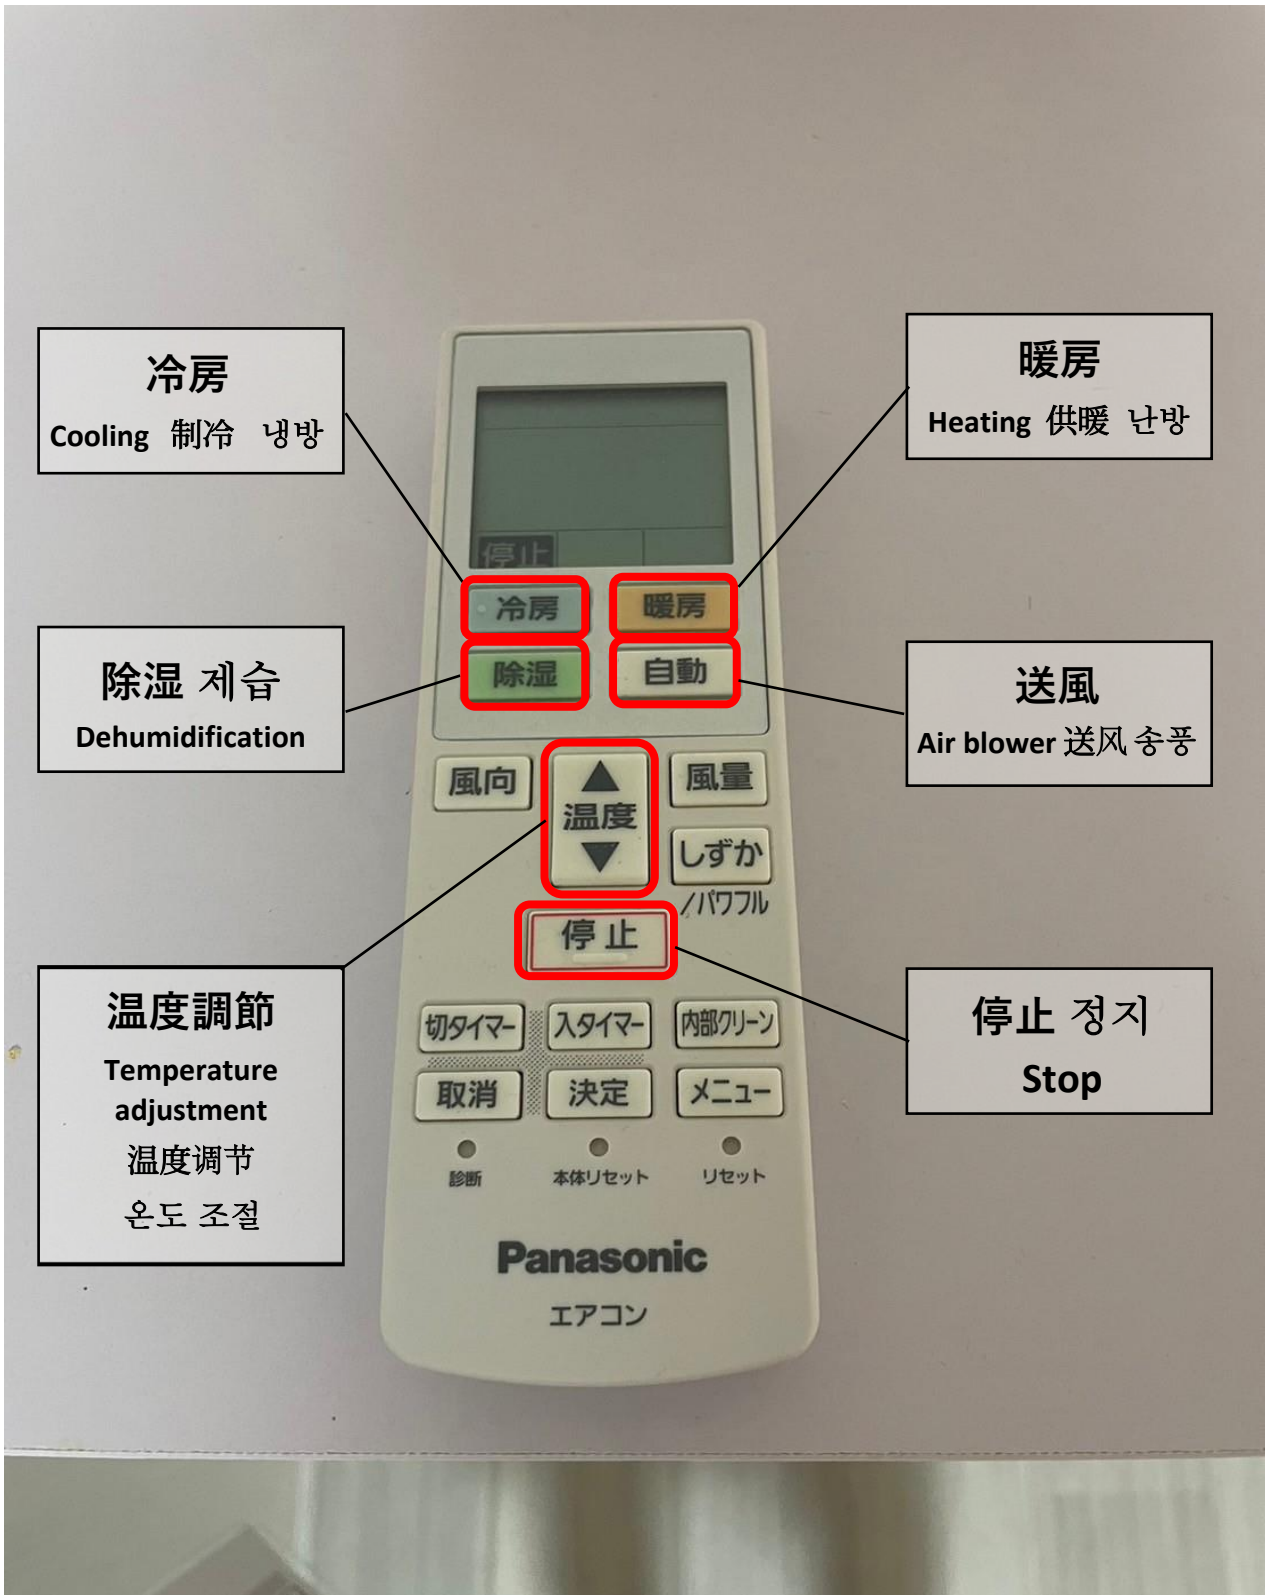 冷房
Cooling 制冷 냉방
暖房
Heating 供暖 난방
停止
冷房
暖房
除湿
自動
除湿 제습
Dehumidification
送風
Air blower 送风 송풍
風向
▲
温度
▼
風量
しずか
/パワフル
停止
温度調節
Temperature
adjustment
温度调节
온도 조절
停止 정지
Stop
切タイマー
入タイマー
内部クリーン
取消
決定
メニュー
診断
本体リセット
リセット
Panasonic
エアコン